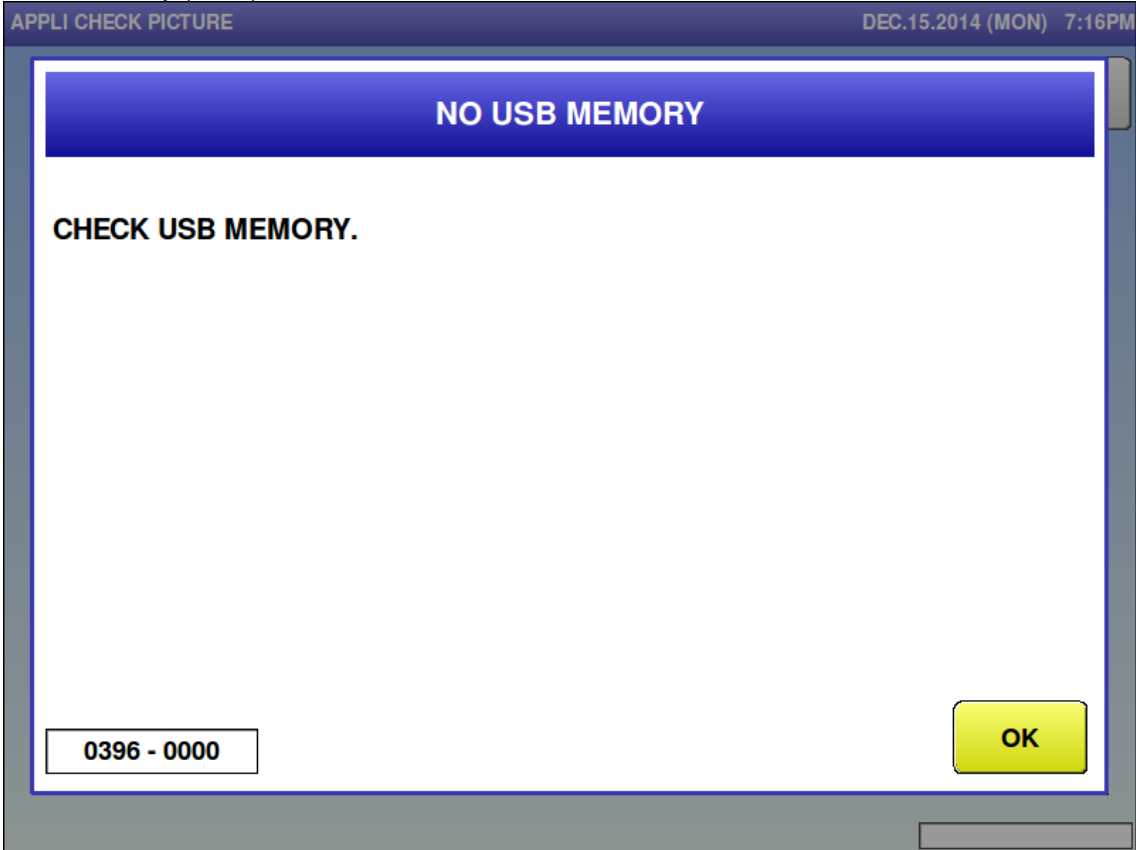 APPLI CHECK PICTURE DEC.15.2014 (MON) 7:16PM
NO USB MEMORY
CHECK USB MEMORY.
0396 - 0000
OK